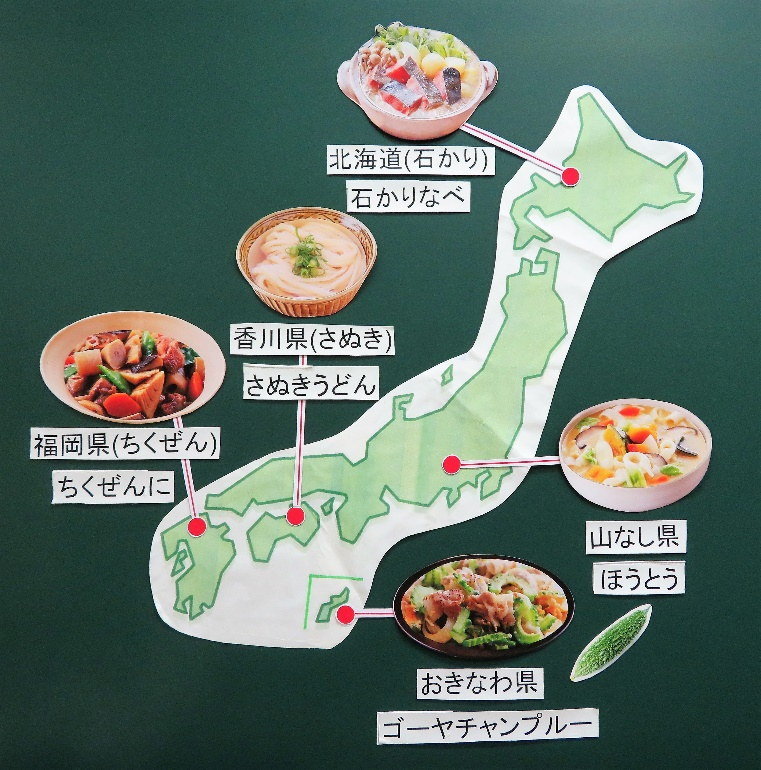 北海道(石かり)
石かりなべ
香川県(さぬき)
さぬきうどん
福岡県(ちくぜん)
ちくぜんに
山なし県
ほうとう
おきなわ県
ゴーヤチャンプルー